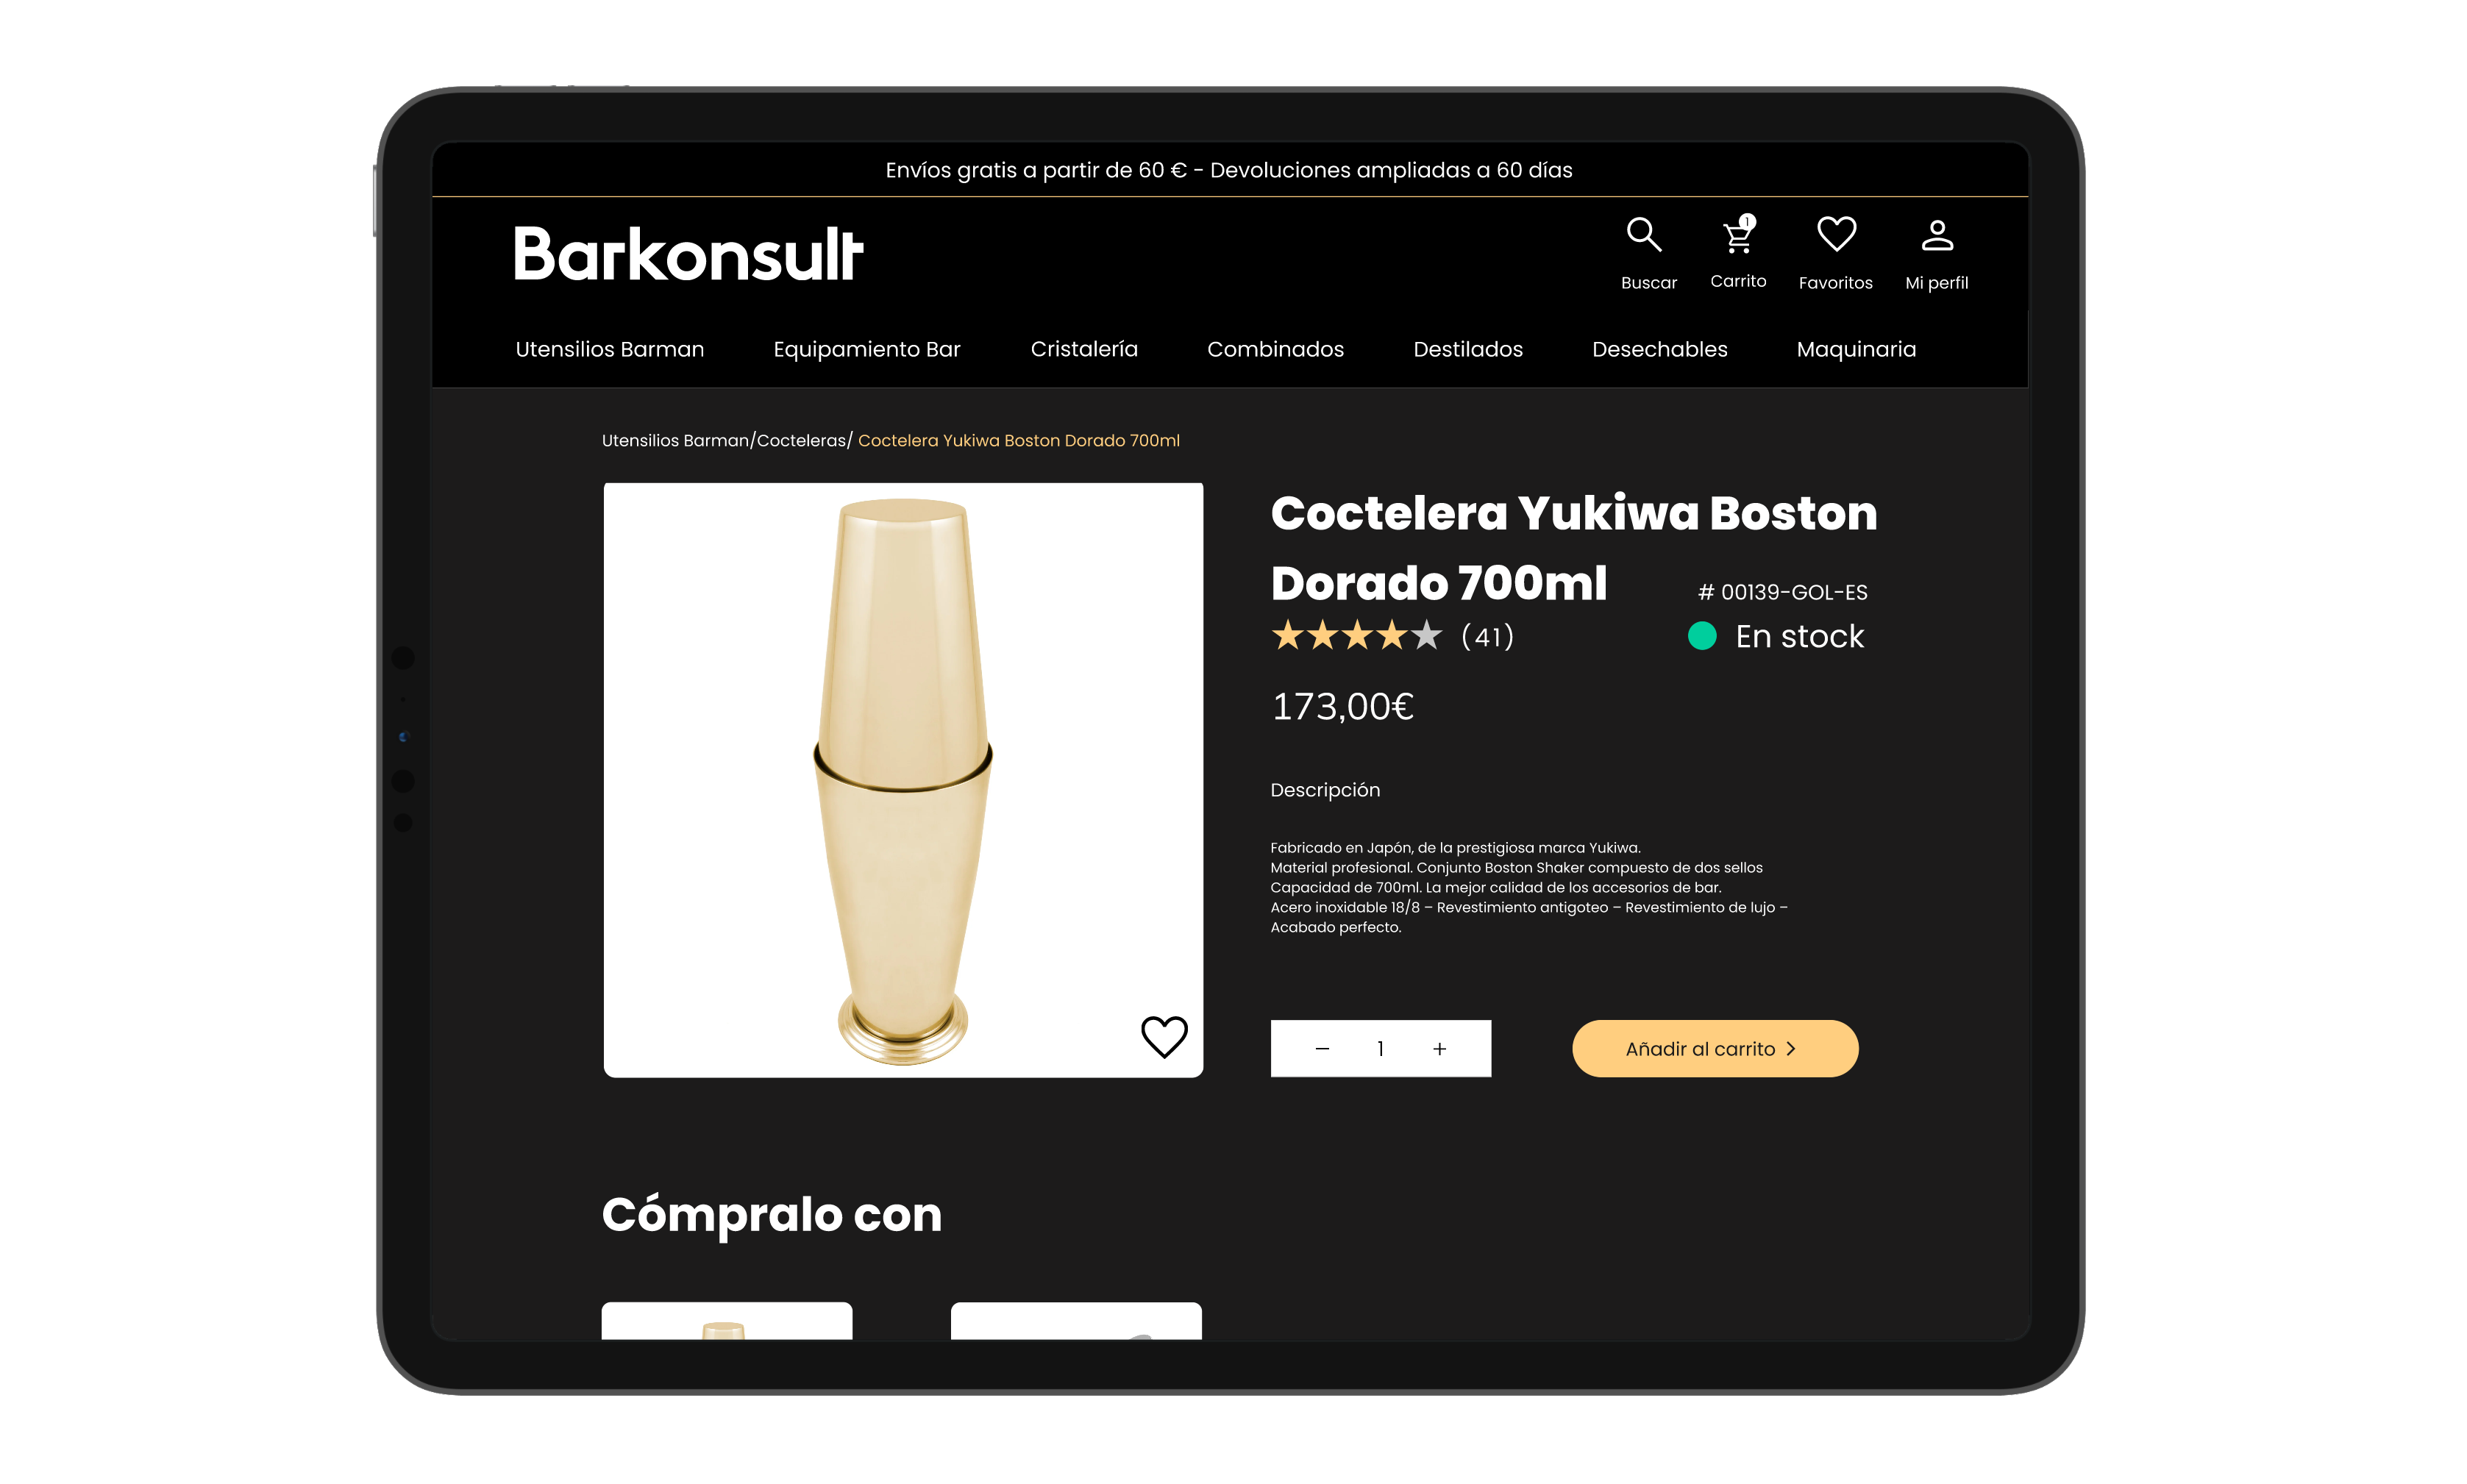 Envíos gratis a partir de 60 € - Devoluciones ampliadas a 60 días
Barkonsult
1
Buscar
Carrito
Favoritos
Mi perfil
Utensilios Barman
Equipamiento Bar
Cristalería
Combinados
Destilados
Desechables
Maquinaria
Utensilios Barman/Cocteleras/ Coctelera Yukiwa Boston Dorado 700ml
Coctelera Yukiwa Boston
Dorado 700ml
# 00139-GOL-ES
(41)
En stock
173,00€
Descripción
Fabricado en Japón, de la prestigiosa marca Yukiwa.
Material profesional. Conjunto Boston Shaker compuesto de dos sellos
Capacidad de 700ml. La mejor calidad de los accesorios de bar.
Acero inoxidable 18/8 – Revestimiento antigoteo – Revestimiento de lujo –
Acabado perfecto.
− 1 +
Añadir al carrito >
Cómpralo con